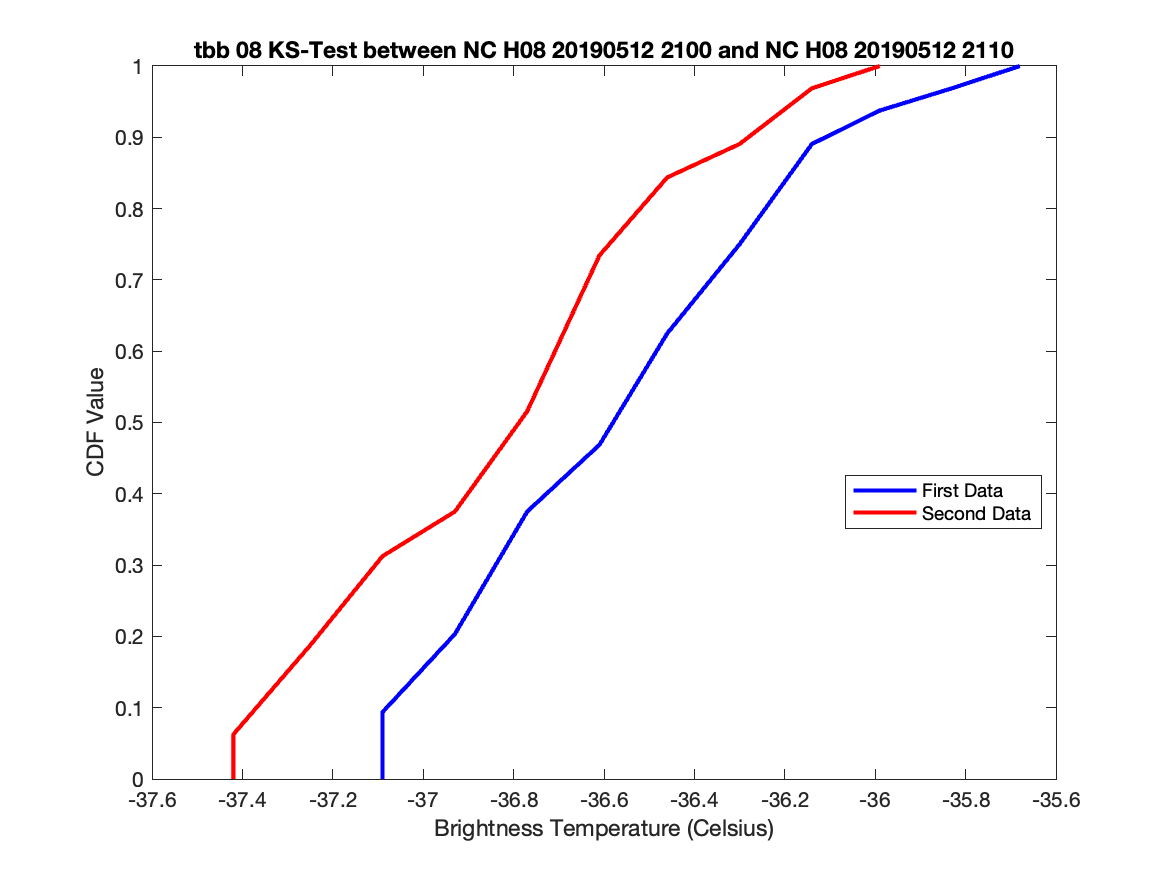 tbb 08 KS-Test between NC H08 20190512 2100 and NC H08 20190512 2110
1
0.9
0.8
0.7
0.6
0.5
0.4
0.3
0.2
0.1
0
CDF Value
First Data
Second Data
-37.6 -37.4 -37.2 -37 -36.8 -36.6 -36.4 -36.2 -36 -35.8 -35.6
Brightness Temperature (Celsius)